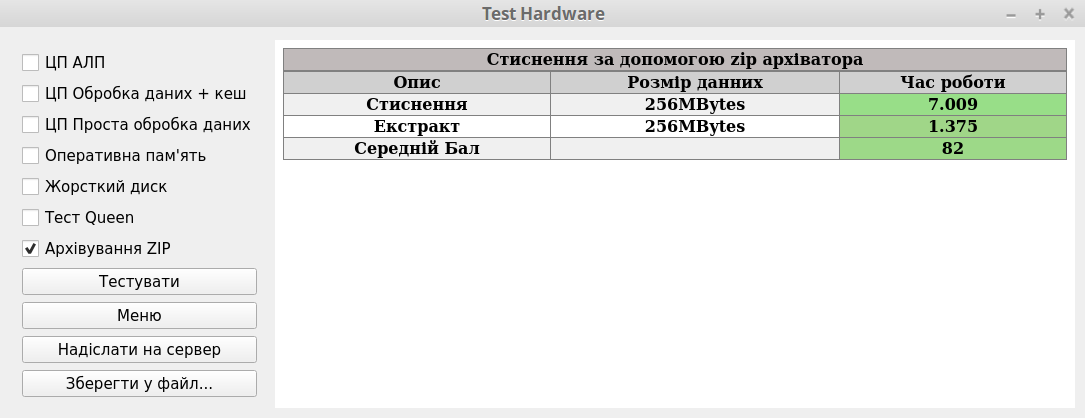 Test Hardware
ЦП АЛП
ЦП Обробка даних + кеш
ЦП Проста обробка даних
Оперативна пам'ять
Жорсткий диск
Тест Queen
Архівування ZIP
Тестувати
Меню
Надіслати на сервер
Зберегти у файл...
Стиснення за допомогою zip архіватора
Опис Розмір данних Час роботи
Стиснення 256MBytes 7.009
Екстракт 256MBytes 1.375
Середній Бал 82